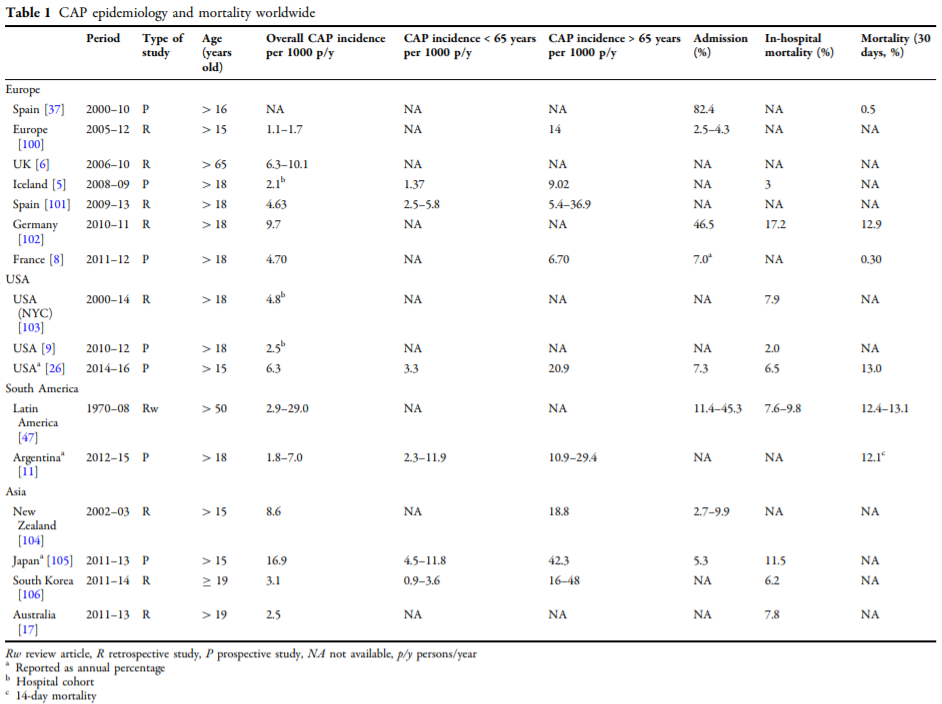 Table 1 CAP epidemiology and mortality worldwide
Period Type of study Age (years old) Overall CAP incidence per 1000 p/y CAP incidence < 65 years per 1000 p/y CAP incidence > 65 years per 1000 p/y Admission (%) In-hospital mortality (%) Mortality (30 days, %)
Europe
Spain [37] 2000–10 P > 16 NA NA NA 82.4 NA 0.5
Europe [100] 2005–12 R > 15 1.1–1.7 NA 14 2.5–4.3 NA NA
UK [6] 2006–10 R > 65 6.3–10.1 NA NA NA NA NA
Iceland [5] 2008–09 P > 18 2.1b 1.37 9.02 NA 3 NA
Spain [101] 2009–13 R > 18 4.63 2.5–5.8 5.4–36.9 NA NA NA
Germany [102] 2010–11 R > 18 9.7 NA NA 46.5 17.2 12.9
France [8] 2011–12 P > 18 4.70 NA 6.70 7.0a NA 0.30
USA
USA (NYC) [103] 2000–14 R > 18 4.8b NA NA NA 7.9 NA
USA [9] 2010–12 P > 18 2.5b NA NA NA 2.0 NA
USAa [26] 2014–16 P > 15 6.3 3.3 20.9 7.3 6.5 13.0
South America
Latin America [47] 1970–08 Rw > 50 2.9–29.0 NA NA 11.4–45.3 7.6–9.8 12.4–13.1
Argentinaa [11] 2012–15 P > 18 1.8–7.0 2.3–11.9 10.9–29.4 NA NA 12.1c
Asia
New Zealand [104] 2002–03 R > 15 8.6 NA 18.8 2.7–9.9 NA NA
Japana [105] 2011–13 P > 15 16.9 4.5–11.8 42.3 5.3 11.5 NA
South Korea [106] 2011–14 R ≥ 19 3.1 0.9–3.6 16–48 NA 6.2 NA
Australia [17] 2011–13 R > 19 2.5 NA NA NA 7.8 NA
Rw review article, R retrospective study, P prospective study, NA not available, p/y persons/year
a Reported as annual percentage
b Hospital cohort
c 14-day mortality